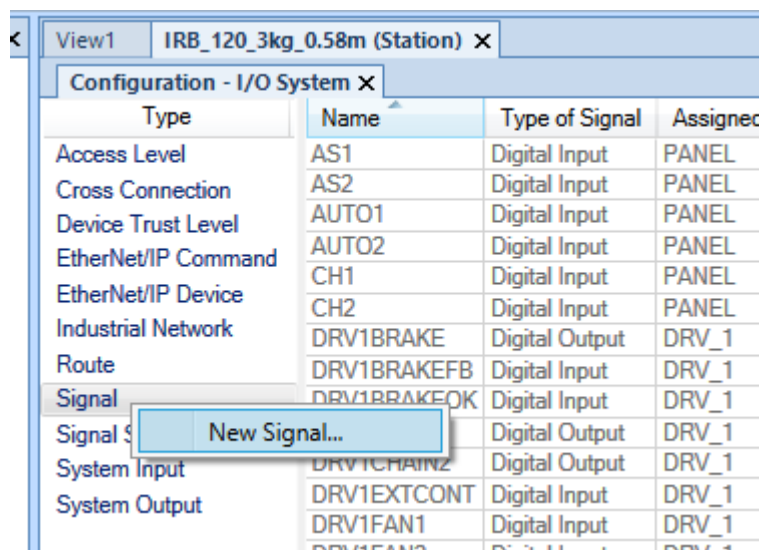 View1 IRB_120_3kg_0.58m (Station)
Configuration - I/O System
Type Name Type of Signal
Access Level AS1 Digital Input PANEL
Cross Connection AS2 Digital Input PANEL
Device Trust Level AUTO1 Digital Input PANEL
EtherNet/IP Command AUTO2 Digital Input PANEL
EtherNet/IP Device CH1 Digital Input PANEL
Industrial Network CH2 Digital Input PANEL
DRV1BRAKE Digital Output DRV_1
Route DRV1BRAKEFB Digital Input DRV_1
Signal DRV1BRAKEOK Digital Input DRV_1
Signal New Signal... Digital Output DRV_1
System Input DRV1CHAIN2 Digital Output DRV_1
System Output DRV1EXTCONT Digital Input DRV_1
DRV1FAN1 Digital Input DRV_1